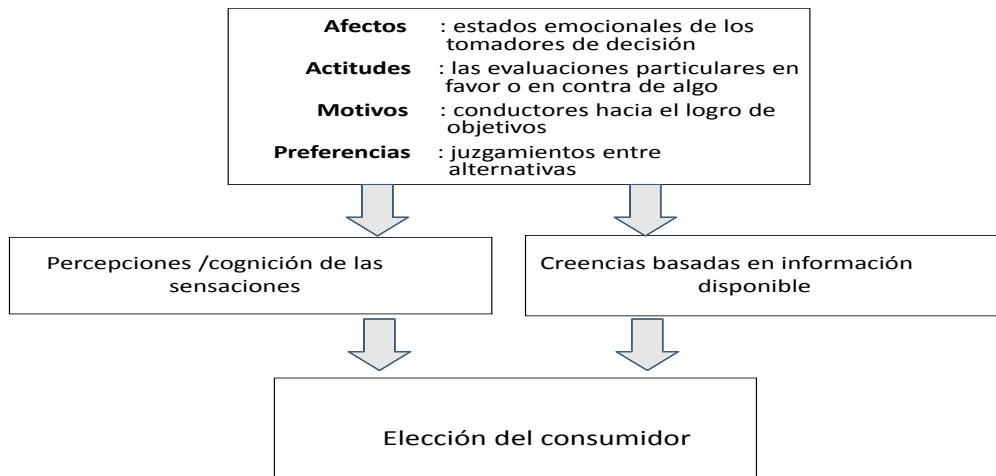 Afectos : estados emocionales de los
tomadores de decisión
Actitudes : las evaluaciones particulares en
favor o en contra de algo
Motivos : conductores hacia el logro de
objetivos
Preferencias : juzgamientos entre
alternativas
Percepciones /cognición de las
sensaciones
Creencias basadas en información
disponible
Elección del consumidor